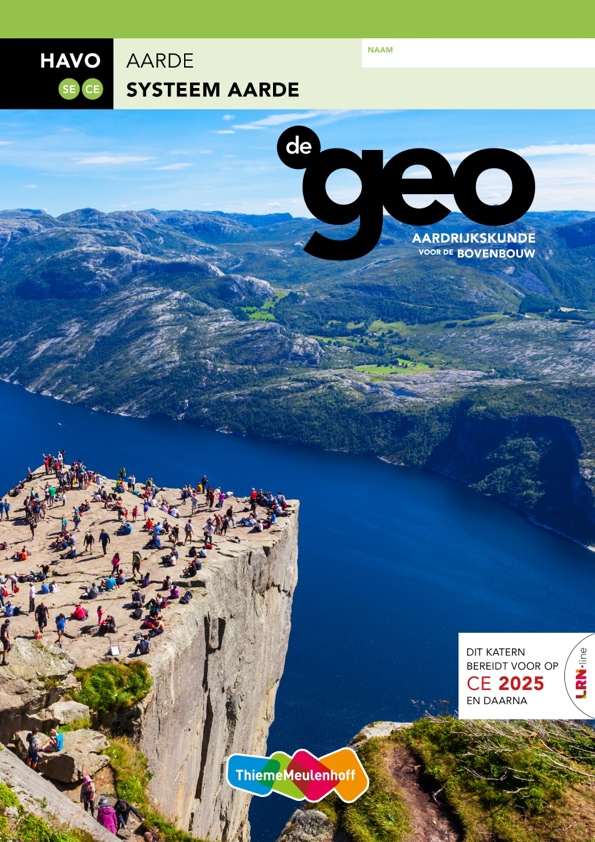 HAVO
SE CE
AARDE
SYSTEEM AARDE
NAAM
de
geo
AARDRIJKSKUNDE
VOOR DE BOVENBOUW
DIT KATERN
BEREIDT VOOR OP
CE 2025
EN DAARNA
LRN-line
ThiemeMeulenhoff